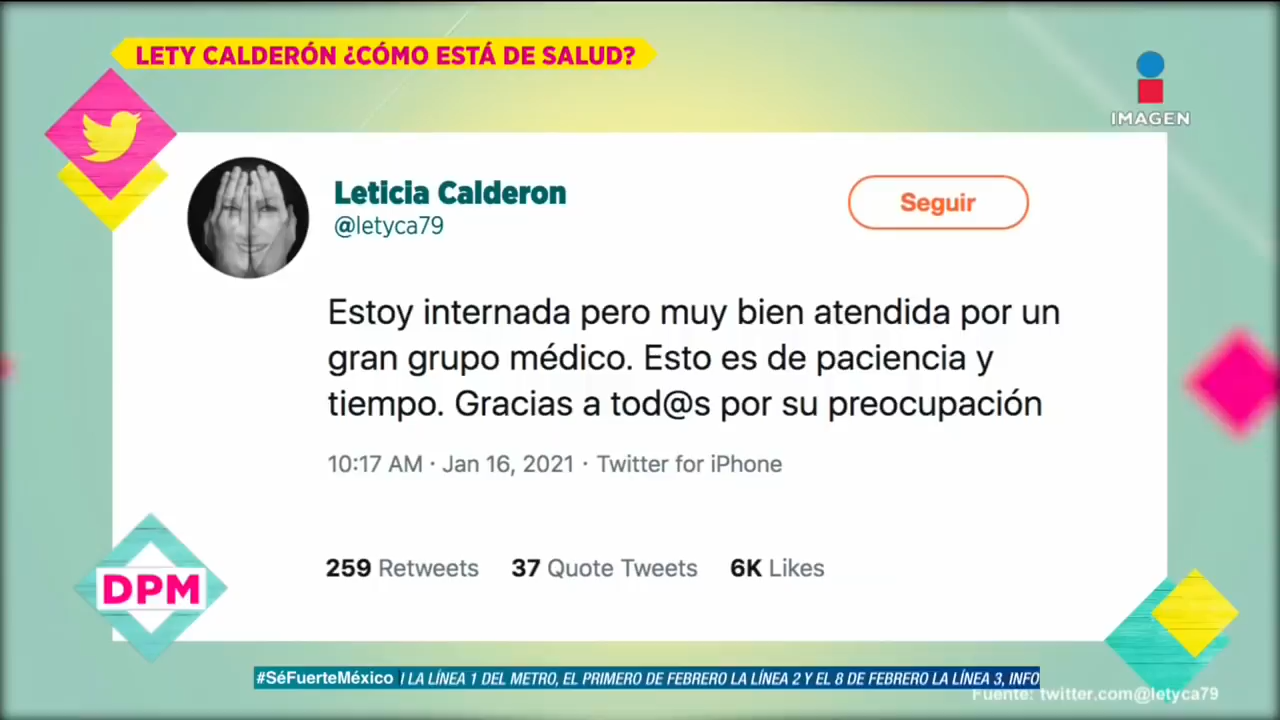 LETY CALDERÓN ¿CÓMO ESTÁ DE SALUD?
IMAGEN
Leticia Calderon
@letyca79
Seguir
Estoy internada pero muy bien atendida por un
gran grupo médico. Esto es de paciencia y
tiempo. Gracias a tod@s por su preocupación
10:17 AM · Jan 16, 2021 · Twitter for iPhone
259 Retweets 37 Quote Tweets 6K Likes
DPM
#SéFuerteMéxico | LA LÍNEA 1 DEL METRO, EL PRIMERO DE FEBRERO LA LÍNEA 2 Y EL 8 DE FEBRERO LA LÍNEA 3, INFO
Fuente: twitter.com@letyca79